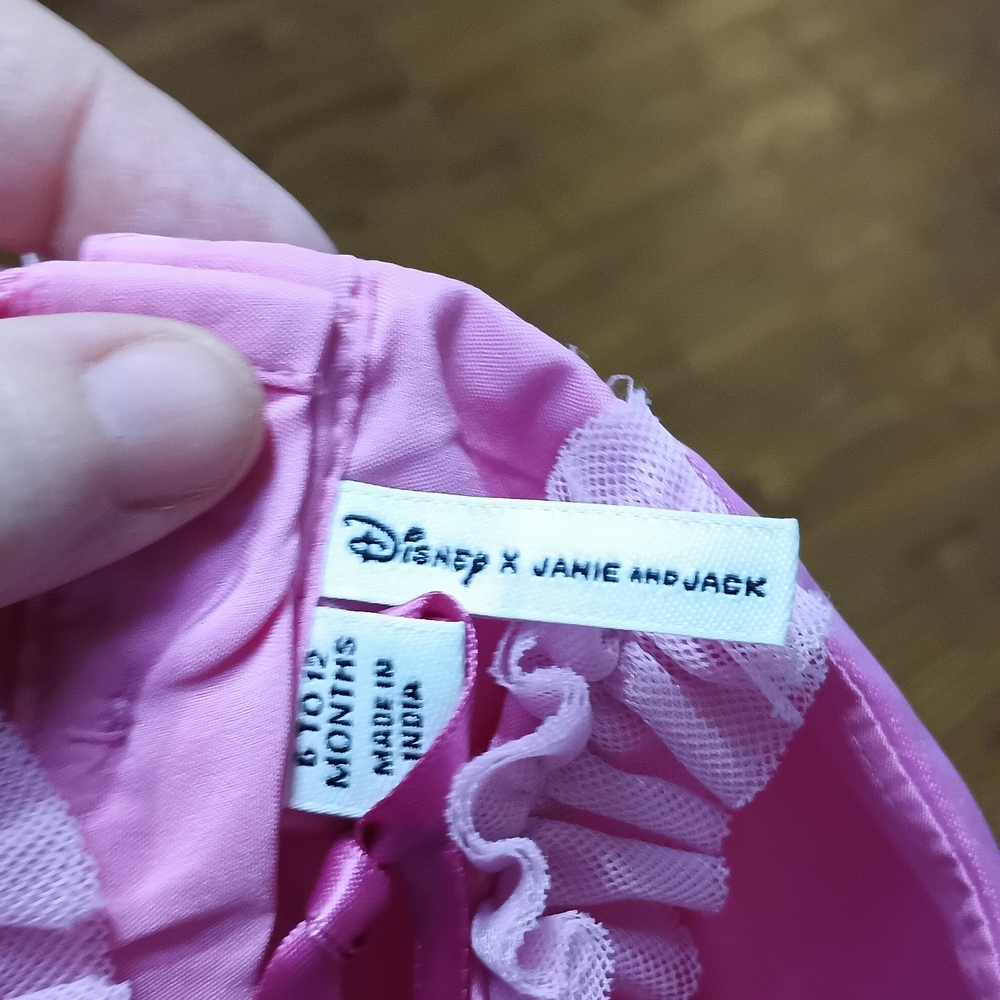 Disney X JANIE AND JACK
6 TO 12
MONTHS
MADE IN
INDIA